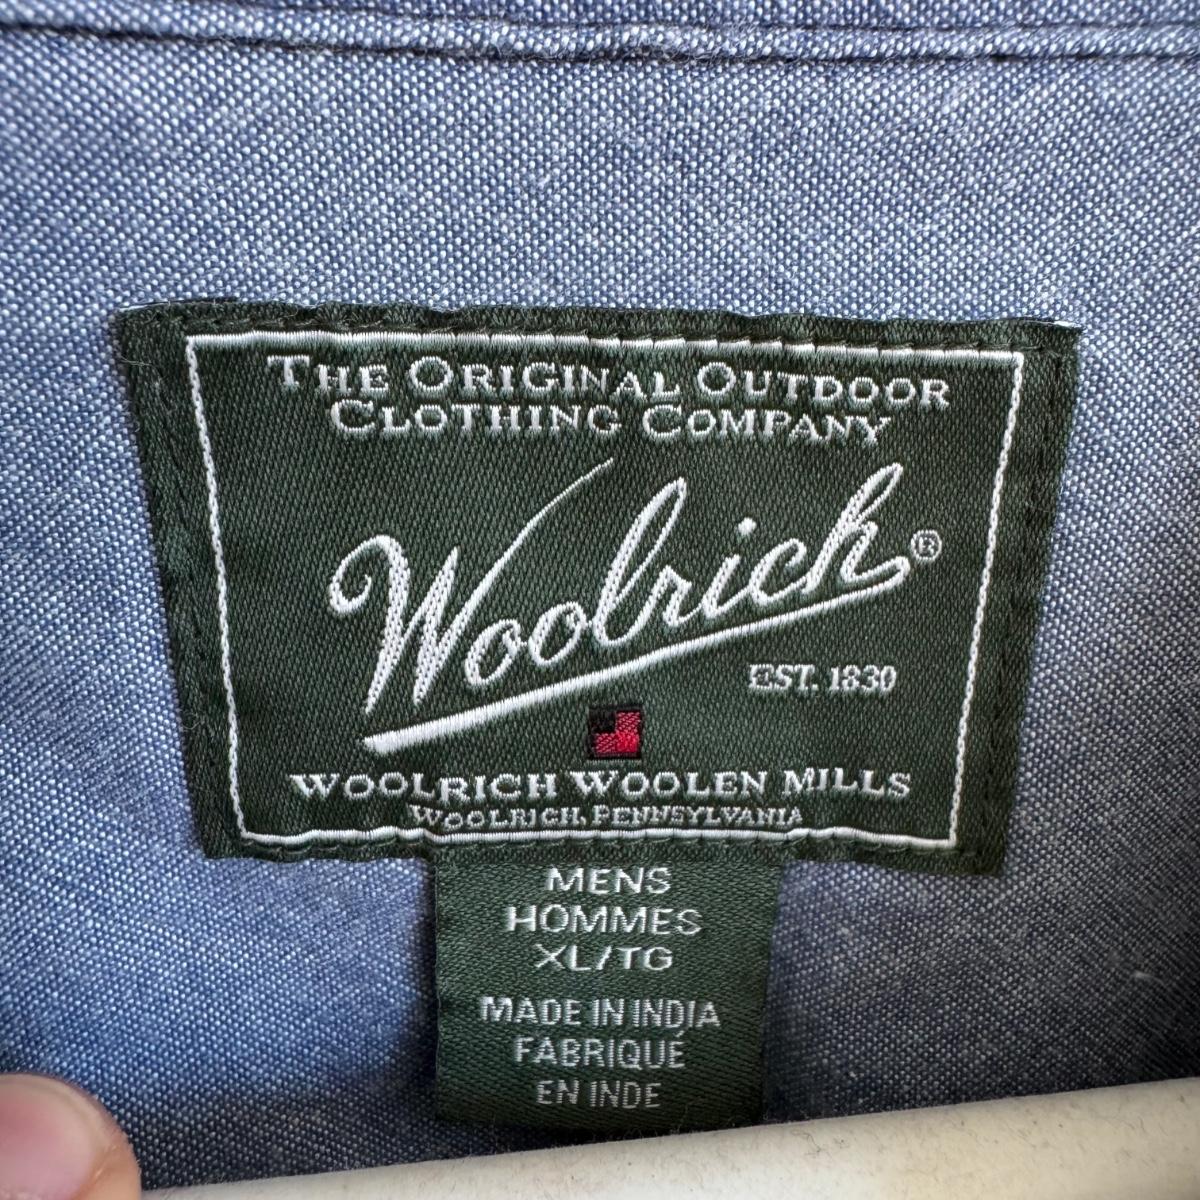 THE ORIGINAL OUTDOOR
CLOTHING COMPANY
Woolrich®
EST. 1830
WOOLRICH WOOLEN MILLS
WOOLRICH, PENNSYLVANIA
MENS
HOMMES
XL/TG
MADE IN INDIA
FABRIQUÉ
EN INDE